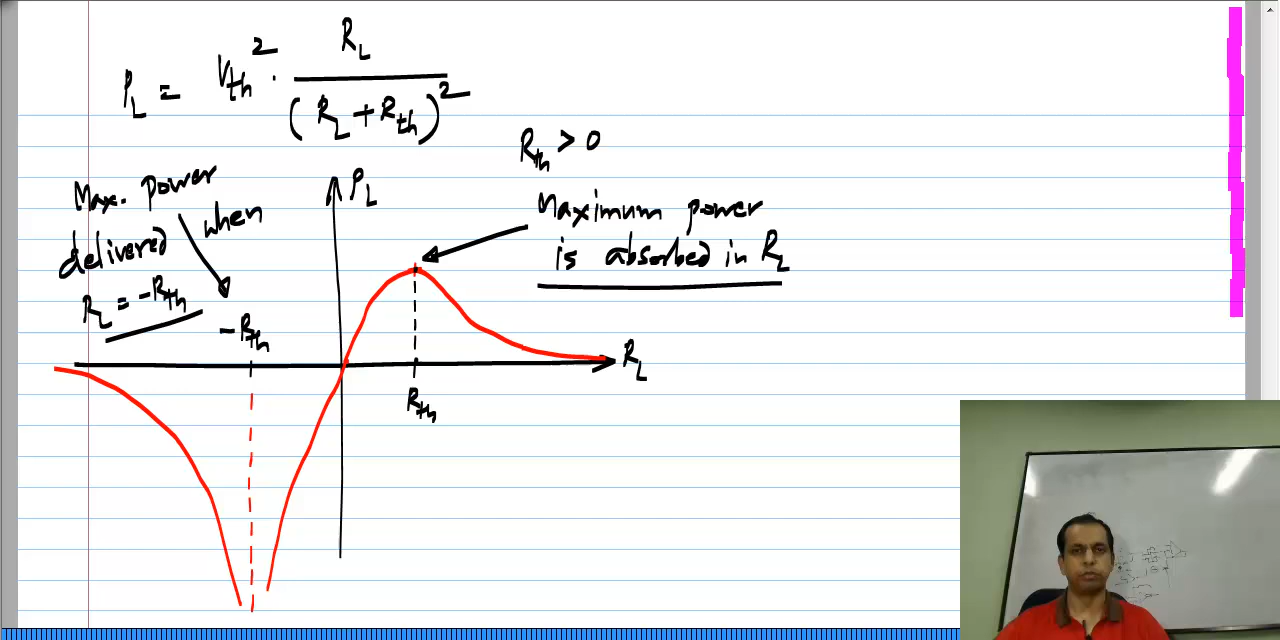 P_L = V_th^2 · R_L / (R_L + R_th)^2
R_th > 0
Max. power
delivered when
R_L = -R_th
-R_th
P_L
Maximum power
is absorbed in R_L
R_L
R_th